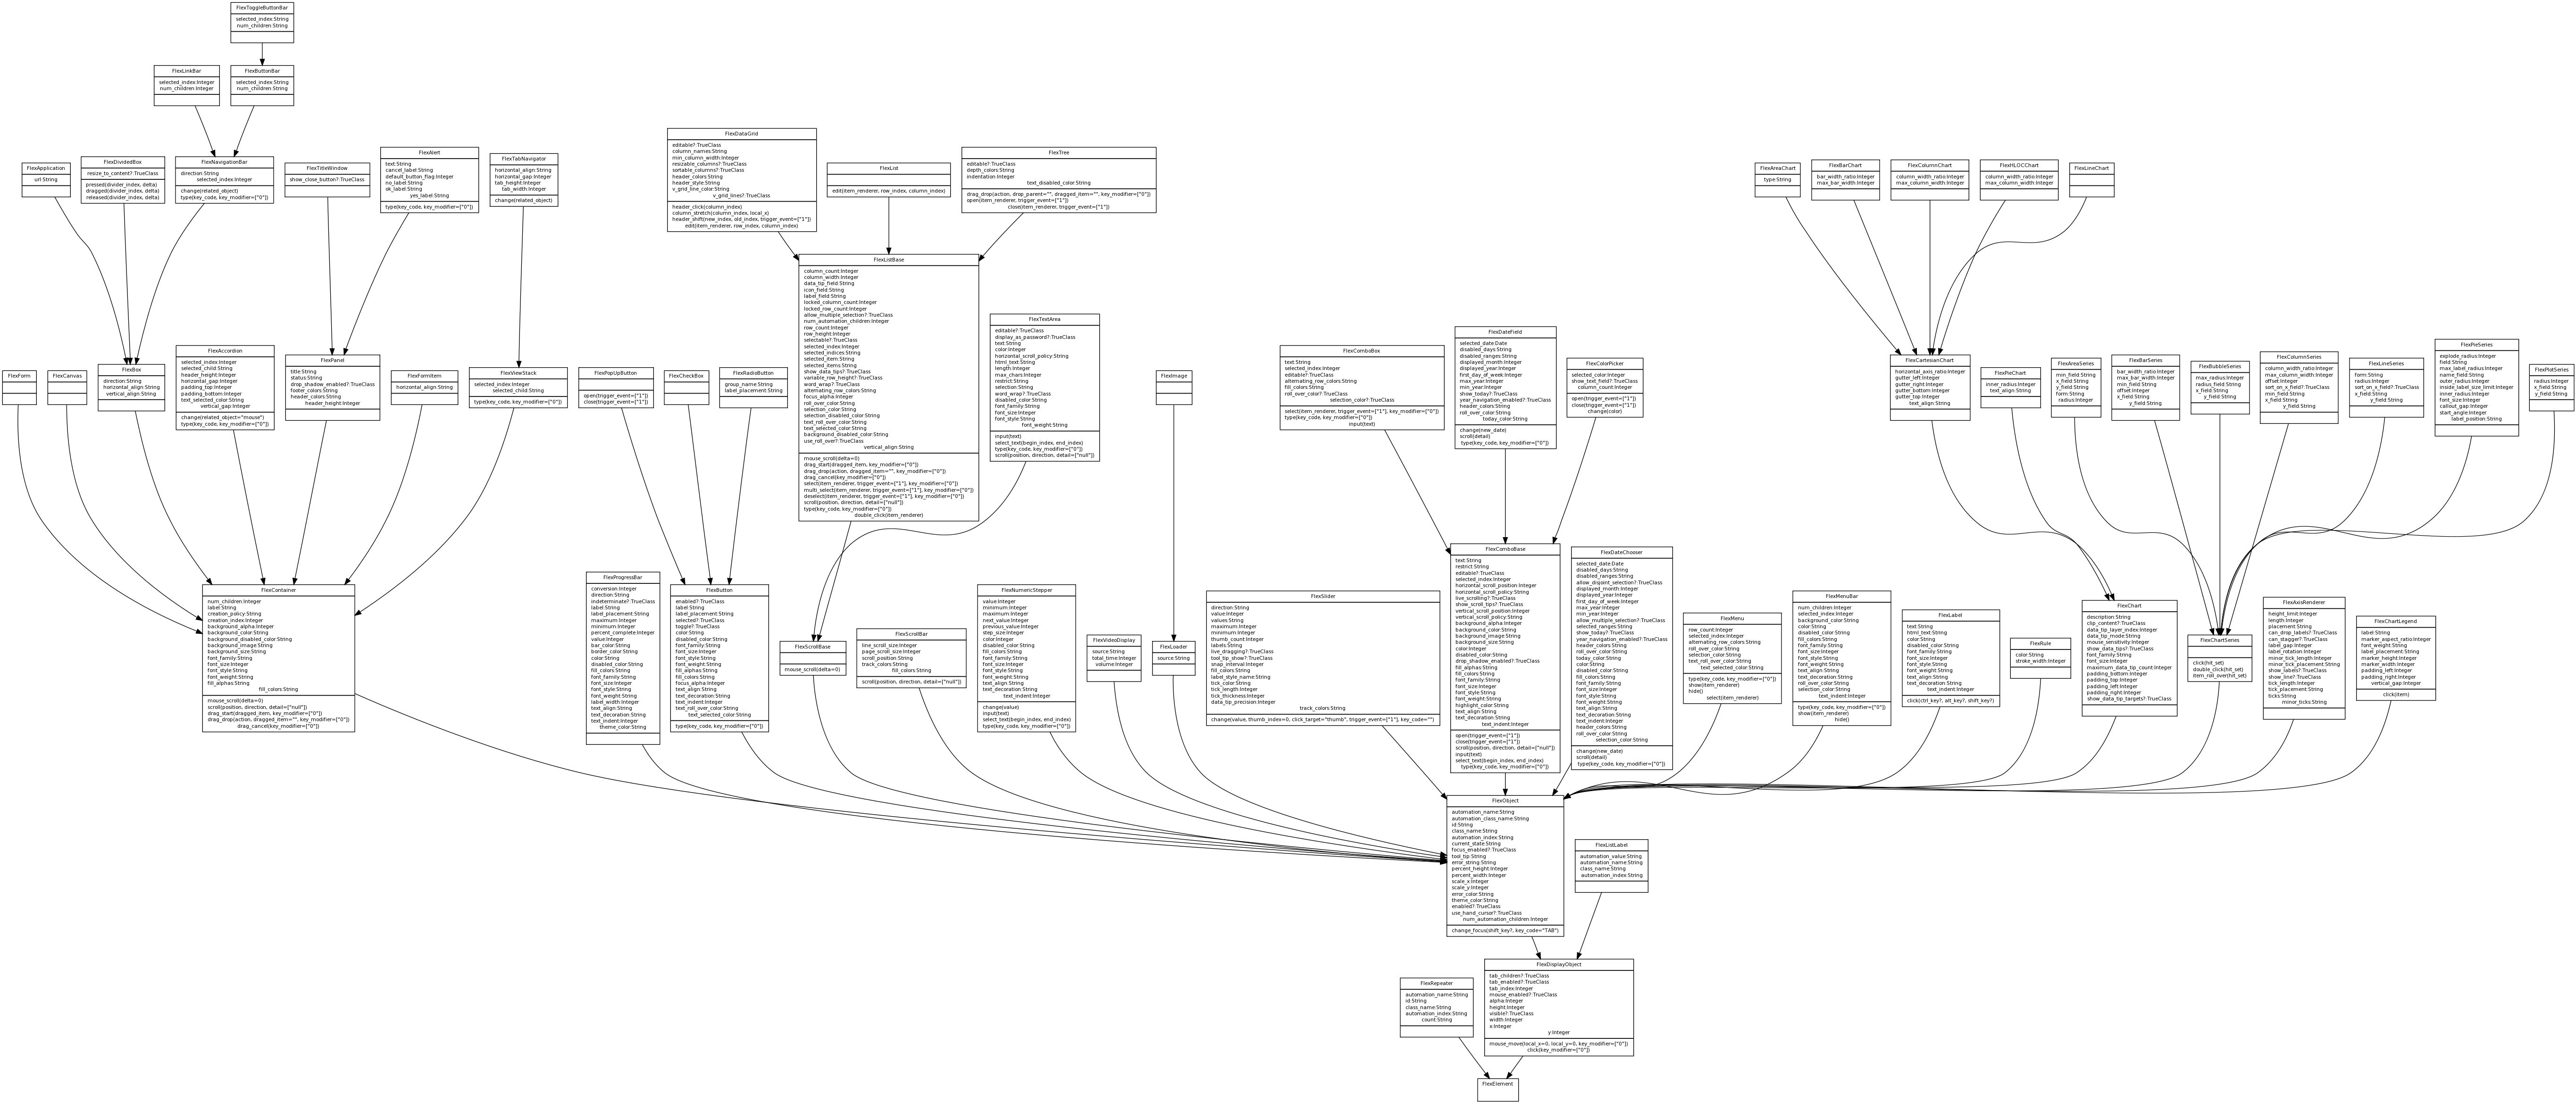 FlexToggleButtonBar
selected_index:String
num_children:String
FlexLinkBar
selected_index:Integer
num_children:Integer
FlexButtonBar
selected_index:String
num_children:String
FlexApplication
url:String
FlexDividedBox
resize_to_content?:TrueClass
pressed(divider_index, delta)
dragged(divider_index, delta)
released(divider_index, delta)
FlexNavigationBar
direction:String
selected_index:Integer
change(related_object)
type(key_code, key_modifier=["0"])
FlexTitleWindow
show_close_button?:TrueClass
FlexAlert
text:String
cancel_label:String
default_button_flag:Integer
no_label:String
ok_label:String
yes_label:String
type(key_code, key_modifier=["0"])
FlexTabNavigator
horizontal_align:String
horizontal_gap:Integer
tab_height:Integer
tab_width:Integer
change(related_object)
FlexDataGrid
editable?:TrueClass
column_names:String
min_column_width:Integer
resizable_columns?:TrueClass
sortable_columns?:TrueClass
header_colors:String
header_style:String
v_grid_line_color:String
v_grid_lines?:TrueClass
header_click(column_index)
column_stretch(column_index, local_x)
header_shift(new_index, old_index, trigger_event=["1"])
edit(item_renderer, row_index, column_index)
FlexList
edit(item_renderer, row_index, column_index)
FlexTree
editable?:TrueClass
depth_colors:String
indentation:Integer
text_disabled_color:String
drag_drop(action, drop_parent="", dragged_item="", key_modifier=["0"])
open(item_renderer, trigger_event=["1"])
close(item_renderer, trigger_event=["1"])
FlexAreaChart
type:String
FlexBarChart
bar_width_ratio:Integer
max_bar_width:Integer
FlexColumnChart
column_width_ratio:Integer
max_column_width:Integer
FlexHLOCChart
column_width_ratio:Integer
max_column_width:Integer
FlexLineChart
FlexListBase
column_count:Integer
column_width:Integer
data_tip_field:String
icon_field:String
label_field:String
locked_column_count:Integer
locked_row_count:Integer
allow_multiple_selection?:TrueClass
num_automation_children:Integer
row_count:Integer
row_height:Integer
selectable?:TrueClass
selected_index:Integer
selected_indices:String
selected_item:String
selected_items:String
show_data_tips?:TrueClass
variable_row_height?:TrueClass
word_wrap?:TrueClass
alternating_row_colors:String
focus_alpha:Integer
roll_over_color:String
selection_color:String
selection_disabled_color:String
text_roll_over_color:String
text_selected_color:String
background_disabled_color:String
use_roll_over?:TrueClass
vertical_align:String
mouse_scroll(delta=0)
drag_start(dragged_item, key_modifier=["0"])
drag_drop(action, dragged_item="", key_modifier=["0"])
drag_cancel(key_modifier=["0"])
select(item_renderer, trigger_event=["1"], key_modifier=["0"])
multi_select(item_renderer, trigger_event=["1"], key_modifier=["0"])
deselect(item_renderer, trigger_event=["1"], key_modifier=["0"])
scroll(position, direction, detail=["null"])
type(key_code, key_modifier=["0"])
double_click(item_renderer)
FlexTextArea
editable?:TrueClass
display_as_password?:TrueClass
text:String
color:Integer
horizontal_scroll_policy:String
html_text:String
length:Integer
max_chars:Integer
restrict:String
selection:String
word_wrap?:TrueClass
disabled_color:String
font_family:String
font_size:Integer
font_style:String
font_weight:String
input(text)
select_text(begin_index, end_index)
type(key_code, key_modifier=["0"])
scroll(position, direction, detail=["null"])
FlexForm
FlexCanvas
FlexBox
direction:String
horizontal_align:String
vertical_align:String
FlexAccordion
selected_index:Integer
selected_child:String
header_height:Integer
horizontal_gap:Integer
padding_top:Integer
padding_bottom:Integer
text_selected_color:String
vertical_gap:Integer
change(related_object="mouse")
type(key_code, key_modifier=["0"])
FlexPanel
title:String
status:String
drop_shadow_enabled?:TrueClass
footer_colors:String
header_colors:String
header_height:Integer
FlexFormItem
horizontal_align:String
FlexViewStack
selected_index:Integer
selected_child:String
type(key_code, key_modifier=["0"])
FlexPopUpButton
open(trigger_event=["1"])
close(trigger_event=["1"])
FlexCheckBox
FlexRadioButton
group_name:String
label_placement:String
FlexImage
FlexComboBox
text:String
selected_index:Integer
editable?:TrueClass
alternating_row_colors:String
fill_colors:String
roll_over_color?:TrueClass
selected_color?:TrueClass
select(item_renderer, trigger_event=["1"], key_modifier=["0"])
type(key_code, key_modifier=["0"])
input(text)
FlexDateField
selected_date:Date
disabled_days:String
disabled_ranges:String
displayed_month:Integer
displayed_year:Integer
first_day_of_week:Integer
max_year:Integer
min_year:Integer
show_today?:TrueClass
year_navigation_enabled?:TrueClass
header_colors:String
roll_over_color:String
today_color:String
change(new_date)
scroll(detail)
type(key_code, key_modifier=["0"])
FlexColorPicker
selected_color:Integer
show_text_field?:TrueClass
column_count:Integer
open(trigger_event=["1"])
close(trigger_event=["1"])
change(color)
FlexCartesianChart
horizontal_axis_ratio:Integer
gutter_left:Integer
gutter_right:Integer
gutter_bottom:Integer
gutter_top:Integer
text_align:String
FlexPieChart
inner_radius:Integer
text_align:String
FlexAreaSeries
min_field:String
x_field:String
y_field:String
form:String
radius:Integer
FlexBarSeries
bar_width_ratio:Integer
max_bar_width:Integer
min_field:String
offset:Integer
x_field:String
y_field:String
FlexBubbleSeries
max_radius:Integer
radius_field:String
x_field:String
y_field:String
FlexColumnSeries
column_width_ratio:Integer
max_column_width:Integer
offset:Integer
sort_on_x_field?:TrueClass
min_field:String
x_field:String
y_field:String
FlexLineSeries
form:String
radius:Integer
sort_on_x_field?:TrueClass
x_field:String
y_field:String
FlexPieSeries
explode_radius:Integer
field:String
max_label_radius:Integer
name_field:String
outer_radius:Integer
inside_label_size_limit:Integer
inner_radius:Integer
font_size:Integer
callout_gap:Integer
start_angle:Integer
label_position:String
FlexPlotSeries
radius:Integer
x_field:String
y_field:String
FlexContainer
num_children:Integer
label:String
creation_policy:String
creation_index:Integer
background_alpha:Integer
background_color:String
background_disabled_color:String
background_image:String
background_size:String
font_family:String
font_size:Integer
font_style:String
font_weight:String
fill_alphas:String
fill_colors:String
mouse_scroll(delta=0)
scroll(position, direction, detail=["null"])
drag_start(dragged_item, key_modifier=["0"])
drag_drop(action, dragged_item="", key_modifier=["0"])
drag_cancel(key_modifier=["0"])
FlexProgressBar
conversion:Integer
direction:String
indeterminate?:TrueClass
label:String
label_placement:String
maximum:Integer
minimum:Integer
percent_complete:Integer
value:Integer
bar_color:String
border_color:String
color:String
disabled_color:String
fill_colors:String
font_family:String
font_size:Integer
font_style:String
font_weight:String
label_width:Integer
text_align:String
text_decoration:String
text_indent:Integer
theme_color:String
FlexButton
enabled?:TrueClass
label:String
label_placement:String
selected?:TrueClass
toggle?:TrueClass
color:String
disabled_color:String
font_family:String
font_size:Integer
font_style:String
font_weight:String
fill_alphas:String
fill_colors:String
focus_alpha:Integer
text_align:String
text_decoration:String
text_indent:Integer
text_roll_over_color:String
text_selected_color:String
type(key_code, key_modifier=["0"])
FlexScrollBase
mouse_scroll(delta=0)
FlexScrollBar
line_scroll_size:Integer
page_scroll_size:Integer
scroll_position:Integer
track_colors:String
fill_colors:String
scroll(position, direction, detail=["null"])
FlexNumericStepper
value:Integer
minimum:Integer
maximum:Integer
next_value:Integer
previous_value:Integer
step_size:Integer
color:Integer
disabled_color:String
fill_colors:String
font_family:String
font_size:Integer
font_style:String
font_weight:String
text_align:String
text_decoration:String
text_indent:Integer
change(value)
input(text)
select_text(begin_index, end_index)
type(key_code, key_modifier=["0"])
FlexVideoDisplay
source:String
total_time:Integer
volume:Integer
FlexLoader
source:String
FlexSlider
direction:String
value:Integer
values:String
maximum:Integer
minimum:Integer
thumb_count:Integer
labels:String
live_dragging?:TrueClass
tool_tip_show?:TrueClass
snap_interval:Integer
fill_colors:String
label_style_name:String
tick_color:String
tick_length:Integer
tick_thickness:Integer
data_tip_precision:Integer
track_colors:String
change(value, thumb_index=0, click_target="thumb", trigger_event=["1"], key_code="")
FlexComboBase
text:String
restrict:String
editable?:TrueClass
selected_index:Integer
horizontal_scroll_position:Integer
horizontal_scroll_policy:String
live_scrolling?:TrueClass
show_scroll_tips?:TrueClass
vertical_scroll_position:Integer
vertical_scroll_policy:String
background_alpha:Integer
background_color:String
background_image:String
background_size:String
color:Integer
disabled_color:String
drop_shadow_enabled?:TrueClass
fill_alphas:String
fill_colors:String
font_family:String
font_size:Integer
font_style:String
font_weight:String
highlight_color:String
text_align:String
text_decoration:String
text_indent:Integer
open(trigger_event=["1"])
close(trigger_event=["1"])
scroll(position, direction, detail=["null"])
input(text)
select_text(begin_index, end_index)
type(key_code, key_modifier=["0"])
FlexDateChooser
selected_date:Date
disabled_days:String
disabled_ranges:String
allow_disjoint_selection?:TrueClass
displayed_month:Integer
displayed_year:Integer
first_day_of_week:Integer
max_year:Integer
min_year:Integer
allow_multiple_selection?:TrueClass
selected_ranges:String
show_today?:TrueClass
year_navigation_enabled?:TrueClass
header_colors:String
roll_over_color:String
today_color:String
color:String
disabled_color:String
fill_colors:String
font_family:String
font_size:Integer
font_style:String
font_weight:String
text_align:String
text_decoration:String
text_indent:Integer
header_colors:String
roll_over_color:String
selection_color:String
change(new_date)
scroll(detail)
type(key_code, key_modifier=["0"])
FlexMenu
row_count:Integer
selected_index:Integer
alternating_row_colors:String
roll_over_color:String
selection_color:String
text_roll_over_color:String
text_selected_color:String
type(key_code, key_modifier=["0"])
show(item_renderer)
hide()
select(item_renderer)
FlexMenuBar
num_children:Integer
selected_index:Integer
background_color:String
color:String
disabled_color:String
fill_colors:String
font_family:String
font_size:Integer
font_style:String
font_weight:String
text_align:String
text_decoration:String
roll_over_color:String
selection_color:String
text_indent:Integer
type(key_code, key_modifier=["0"])
show(item_renderer)
hide()
FlexLabel
text:String
html_text:String
color:String
disabled_color:String
font_family:String
font_size:Integer
font_style:String
font_weight:String
text_align:String
text_decoration:String
text_indent:Integer
click(ctrl_key?, alt_key?, shift_key?)
FlexRule
color:String
stroke_width:Integer
FlexChart
description:String
clip_content?:TrueClass
data_tip_layer_index:Integer
data_tip_mode:String
mouse_sensitivity:Integer
show_data_tips?:TrueClass
font_family:String
font_size:Integer
maximum_data_tip_count:Integer
padding_bottom:Integer
padding_top:Integer
padding_left:Integer
padding_right:Integer
show_data_tip_targets?:TrueClass
FlexChartSeries
click(hit_set)
double_click(hit_set)
item_roll_over(hit_set)
FlexAxisRenderer
height_limit:Integer
length:Integer
placement:String
can_drop_labels?:TrueClass
can_stagger?:TrueClass
label_gap:Integer
label_rotation:Integer
minor_tick_length:Integer
minor_tick_placement:String
show_labels?:TrueClass
show_line?:TrueClass
tick_length:Integer
tick_placement:String
ticks:String
minor_ticks:String
FlexChartLegend
label:String
marker_aspect_ratio:Integer
font_weight:String
label_placement:String
marker_height:Integer
marker_width:Integer
padding_left:Integer
padding_right:Integer
vertical_gap:Integer
click(item)
FlexObject
automation_name:String
automation_class_name:String
id:String
class_name:String
automation_index:String
current_state:String
focus_enabled?:TrueClass
tool_tip:String
error_string:String
percent_height:Integer
percent_width:Integer
scale_x:Integer
scale_y:Integer
error_color:String
theme_color:String
enabled?:TrueClass
use_hand_cursor?:TrueClass
num_automation_children:Integer
change_focus(shift_key?, key_code="TAB")
FlexListLabel
automation_value:String
automation_name:String
class_name:String
automation_index:String
FlexRepeater
automation_name:String
id:String
class_name:String
automation_index:String
count:String
FlexDisplayObject
tab_children?:TrueClass
tab_enabled?:TrueClass
tab_index:Integer
mouse_enabled?:TrueClass
alpha:Integer
height:Integer
visible?:TrueClass
width:Integer
x:Integer
y:Integer
mouse_move(local_x=0, local_y=0, key_modifier=["0"])
click(key_modifier=["0"])
FlexElement